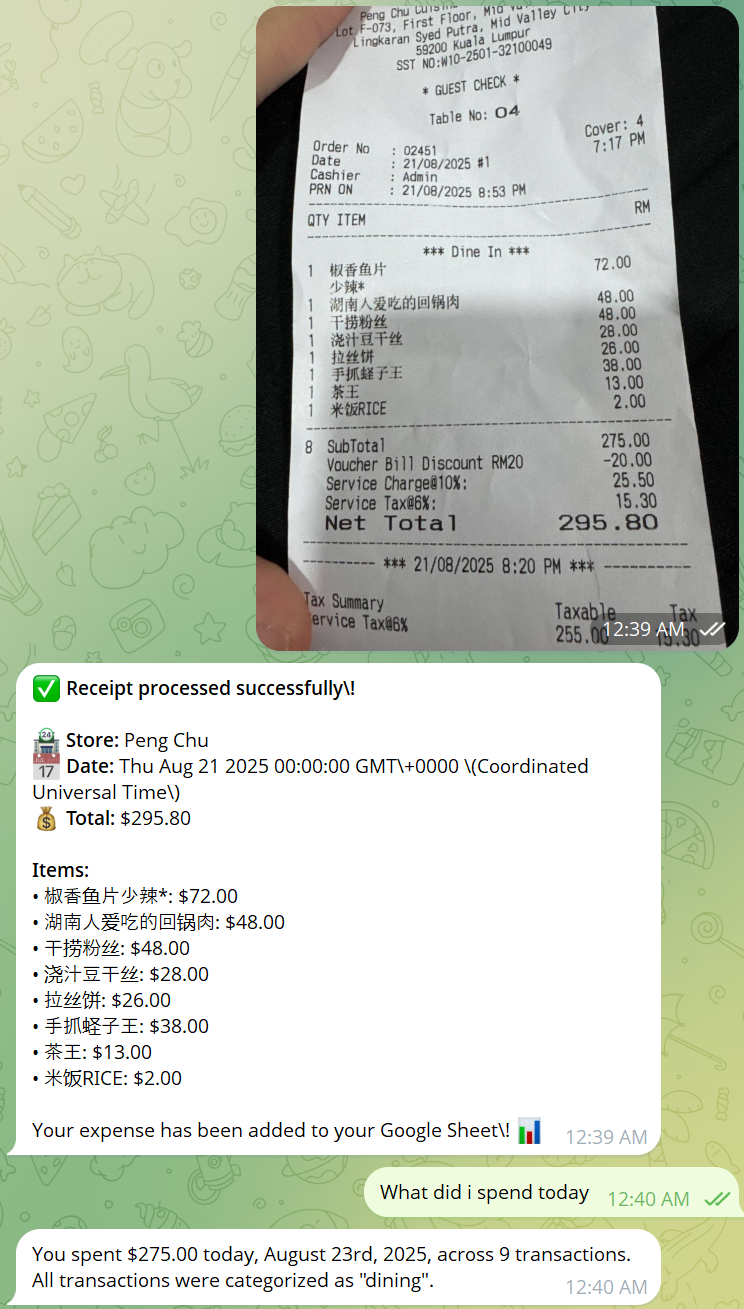 Peng Chu Cuisine
Lot F-073, First Floor, Mid Valley City
Lingkaran Syed Putra, Mid Valley City
59200 Kuala Lumpur
SST NO:W10-2501-32100049
* GUEST CHECK *
Table No: 04
Cover: 4
Order No : 02451 7:17 PM
Date : 21/08/2025 #1
Cashier : Admin
PRN ON : 21/08/2025 8:53 PM
QTY ITEM RM
*** Dine In ***
1 椒香鱼片 72.00
少辣*
1 湖南人爱吃的回锅肉 48.00
1 干捞粉丝 48.00
1 浇汁豆干丝 28.00
1 拉丝饼 26.00
1 手抓蛏子王 38.00
1 茶王 13.00
1 米饭RICE 2.00
8 SubTotal 275.00
Voucher Bill Discount RM20 -20.00
Service Charge@10%: 25.50
Service Tax@6%: 15.30
Net Total 295.80
---------- *** 21/08/2025 8:20 PM *** ----------
Tax Summary Taxable Tax
Service Tax@6% 255.00 15.30
12:39 AM
Receipt processed successfully\!
24
Store: Peng Chu
17
Date: Thu Aug 21 2025 00:00:00 GMT\+0000 \(Coordinated
Universal Time\)
Total: $295.80
Items:
• 椒香鱼片少辣*: $72.00
• 湖南人爱吃的回锅肉: $48.00
• 干捞粉丝: $48.00
• 浇汁豆干丝: $28.00
• 拉丝饼: $26.00
• 手抓蛏子王: $38.00
• 茶王: $13.00
• 米饭RICE: $2.00
Your expense has been added to your Google Sheet\!
12:39 AM
What did i spend today
12:40 AM
You spent $275.00 today, August 23rd, 2025, across 9 transactions.
All transactions were categorized as "dining".
12:40 AM